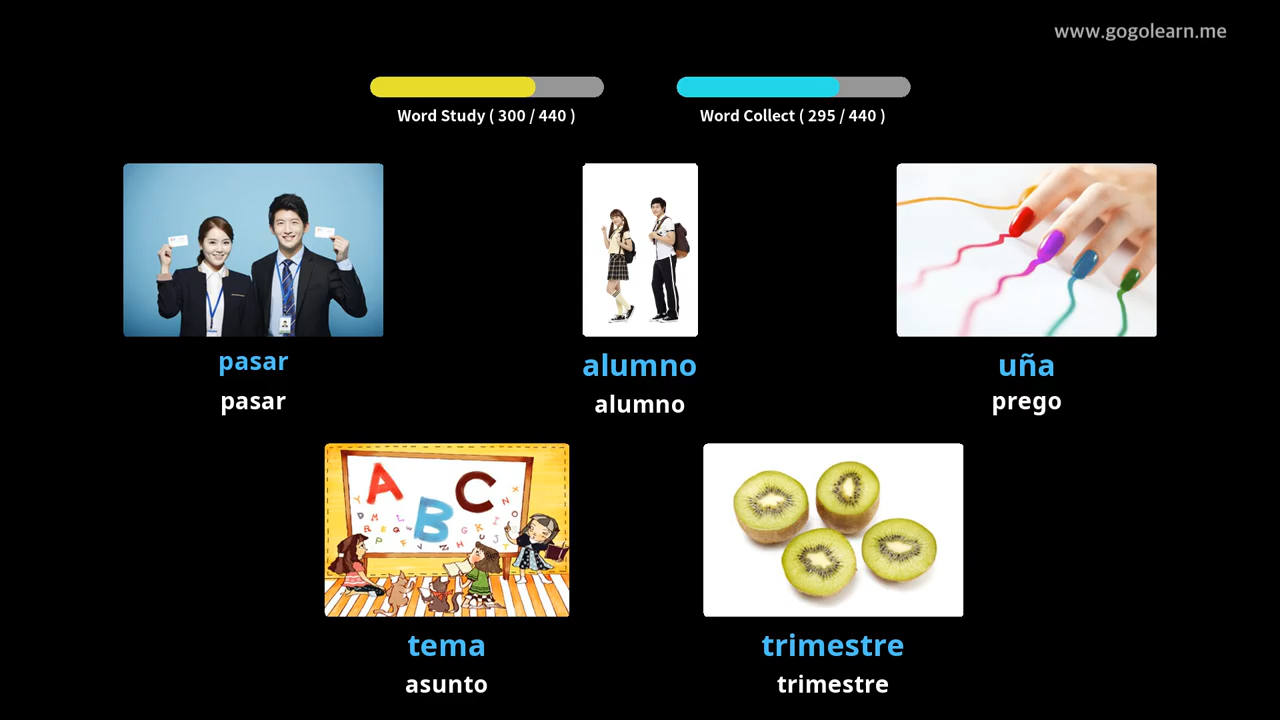 www.gogolearn.me
Word Study ( 300 / 440 )
Word Collect ( 295 / 440 )
pasar
pasar
alumno
alumno
uña
prego
A B C
tema
asunto
trimestre
trimestre